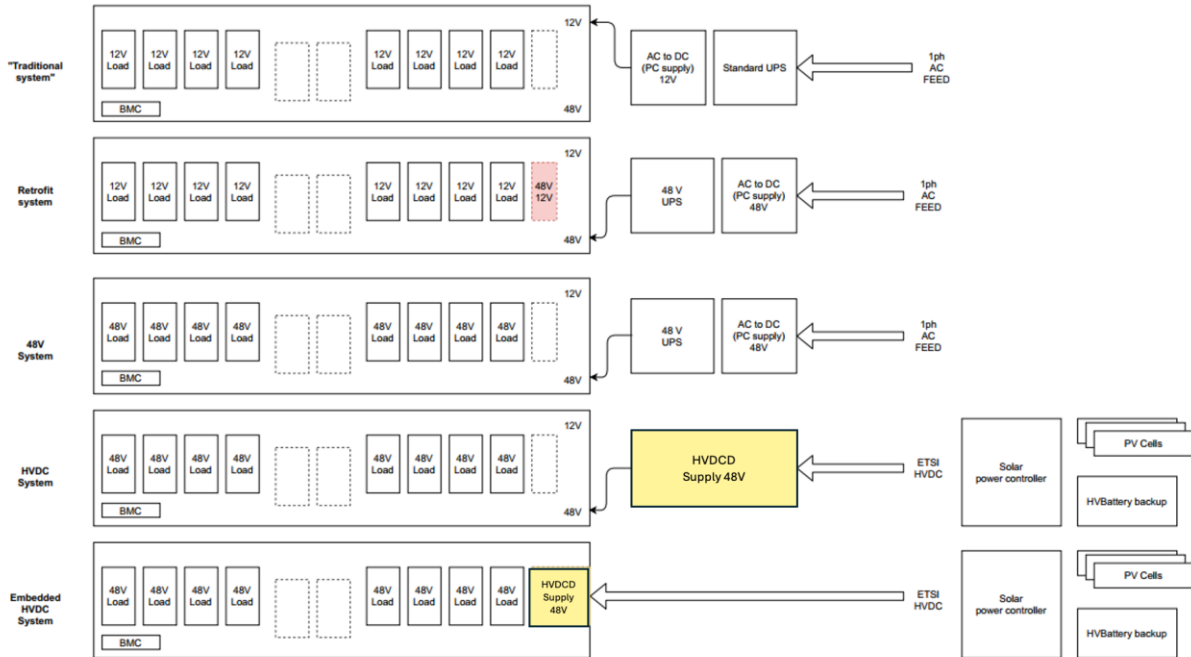 "Traditional
system"
12V
Load
12V
Load
12V
Load
12V
Load
12V
Load
12V
Load
12V
Load
12V
Load
BMC
12V
48V
AC to DC
(PC supply)
12V
Standard UPS
1ph
AC
FEED
Retrofit
system
12V
Load
12V
Load
12V
Load
12V
Load
12V
Load
12V
Load
12V
Load
12V
Load
48V
12V
BMC
12V
48V
48 V
UPS
AC to DC
(PC supply)
48V
1ph
AC
FEED
48V
System
48V
Load
48V
Load
48V
Load
48V
Load
48V
Load
48V
Load
48V
Load
48V
Load
BMC
12V
48V
48 V
UPS
AC to DC
(PC supply)
48V
1ph
AC
FEED
HVDC
System
48V
Load
48V
Load
48V
Load
48V
Load
48V
Load
48V
Load
48V
Load
48V
Load
BMC
12V
48V
HVDCD
Supply 48V
ETSI
HVDC
Solar
power controller
PV Cells
HVBattery backup
Embedded
HVDC
System
48V
Load
48V
Load
48V
Load
48V
Load
48V
Load
48V
Load
48V
Load
48V
Load
HVDCD
Supply
48V
BMC
ETSI
HVDC
Solar
power controller
PV Cells
HVBattery backup